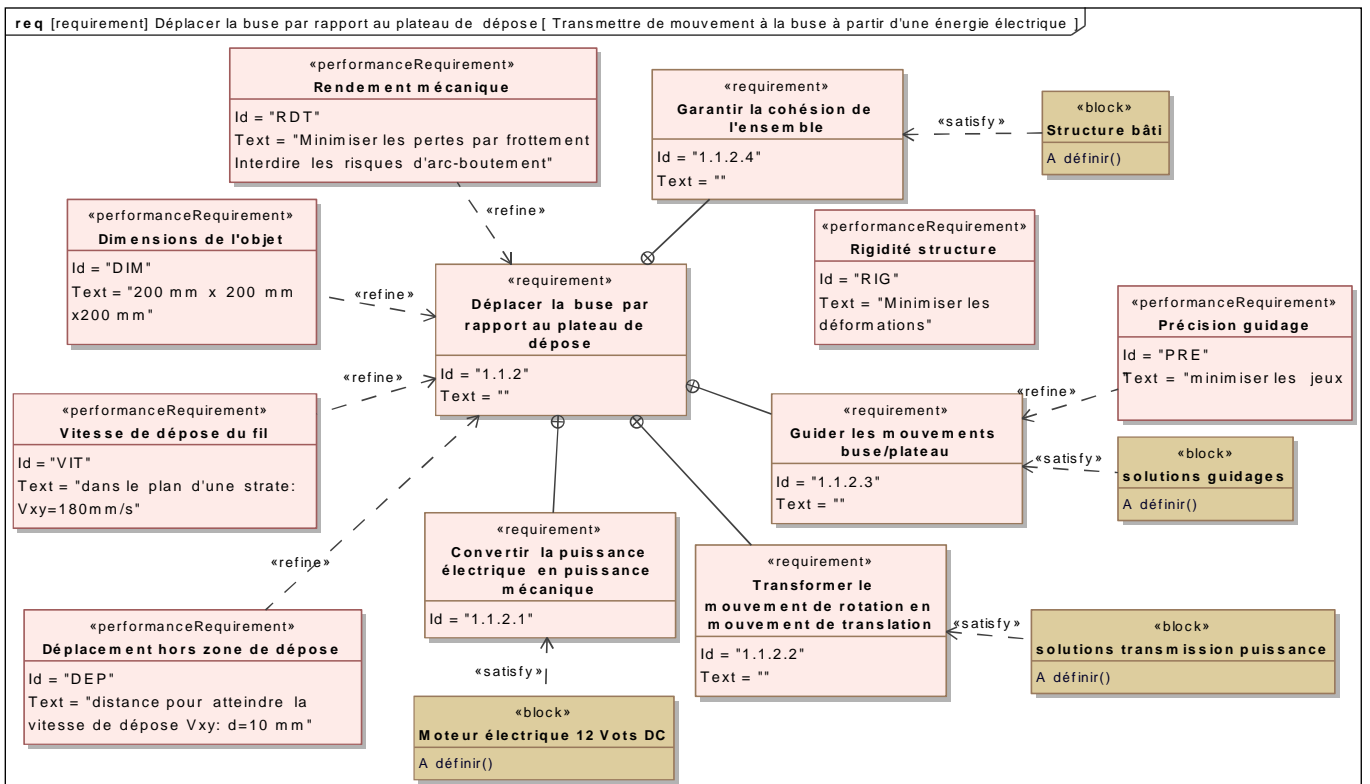 req [requirement] Déplacer la buse par rapport au plateau de dépose [ Transmettre de mouvement à la buse à partir d'une énergie électrique ]
«performanceRequirement»
Rendement mécanique
Id = "RDT"
Text = "Minimiser les pertes par frottement
Interdire les risques d'arc-boutement"
«requirement»
Garantir la cohésion de
l'ensemble
Id = "1.1.2.4"
Text = ""
«satisfy»
«block»
Structure bâti
A définir()
«refine»
«performanceRequirement»
Dimensions de l'objet
Id = "DIM"
Text = "200 mm x 200 mm
x200 mm"
«refine»
«requirement»
Déplacer la buse par
rapport au plateau de
dépose
Id = "1.1.2"
Text = ""
«performanceRequirement»
Rigidité structure
Id = "RIG"
Text = "Minimiser les
déformations"
«performanceRequirement»
Précision guidage
Id = "PRE"
Text = "minimiser les jeux
"
«refine»
«refine»
«performanceRequirement»
Vitesse de dépose du fil
Id = "VIT"
Text = "dans le plan d'une strate:
Vxy=180mm/s"
«requirement»
Guider les mouvements
buse/plateau
Id = "1.1.2.3"
Text = ""
«satisfy»
«block»
solutions guidages
A définir()
«refine»
«requirement»
Convertir la puissance
électrique en puissance
mécanique
Id = "1.1.2.1"
«requirement»
Transformer le
mouvement de rotation en
mouvement de translation
Id = "1.1.2.2"
Text = ""
«satisfy»
«block»
solutions transmission puissance
A définir()
«performanceRequirement»
Déplacement hors zone de dépose
Id = "DEP"
Text = "distance pour atteindre la
vitesse de dépose Vxy: d=10 mm"
«satisfy»
«block»
Moteur électrique 12 Vots DC
A définir()